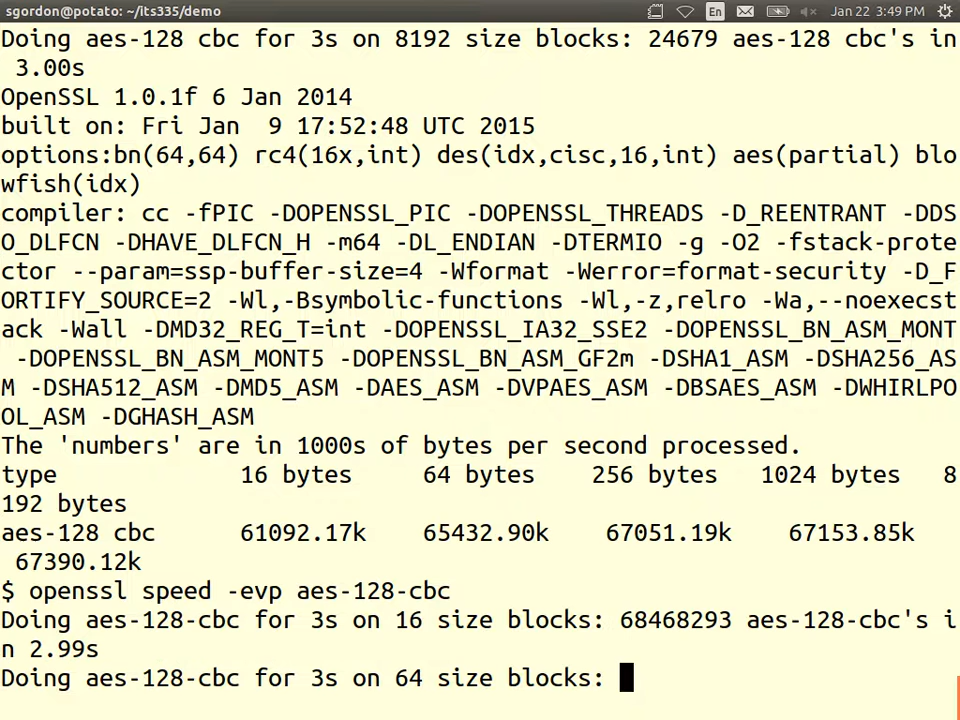 sgordon@potato: ~/its335/demo
En
Jan 22 3:49 PM
Doing aes-128 cbc for 3s on 8192 size blocks: 24679 aes-128 cbc's in
3.00s
OpenSSL 1.0.1f 6 Jan 2014
built on: Fri Jan  9 17:52:48 UTC 2015
options:bn(64,64) rc4(16x,int) des(idx,cisc,16,int) aes(partial) blo
wfish(idx)
compiler: cc -fPIC -DOPENSSL_PIC -DOPENSSL_THREADS -D_REENTRANT -DDS
O_DLFCN -DHAVE_DLFCN_H -m64 -DL_ENDIAN -DTERMIO -g -O2 -fstack-prote
ctor --param=ssp-buffer-size=4 -Wformat -Werror=format-security -D_F
ORTIFY_SOURCE=2 -Wl,-Bsymbolic-functions -Wl,-z,relro -Wa,--noexecst
ack -Wall -DMD32_REG_T=int -DOPENSSL_IA32_SSE2 -DOPENSSL_BN_ASM_MONT
-DOPENSSL_BN_ASM_MONT5 -DOPENSSL_BN_ASM_GF2m -DSHA1_ASM -DSHA256_AS
M -DSHA512_ASM -DMD5_ASM -DAES_ASM -DVPAES_ASM -DBSAES_ASM -DWHIRLPO
OL_ASM -DGHASH_ASM
The 'numbers' are in 1000s of bytes per second processed.
type             16 bytes     64 bytes    256 bytes   1024 bytes   8
192 bytes
aes-128 cbc      61092.17k    65432.90k    67051.19k    67153.85k
67390.12k
$ openssl speed -evp aes-128-cbc
Doing aes-128-cbc for 3s on 16 size blocks: 68468293 aes-128-cbc's i
n 2.99s
Doing aes-128-cbc for 3s on 64 size blocks: